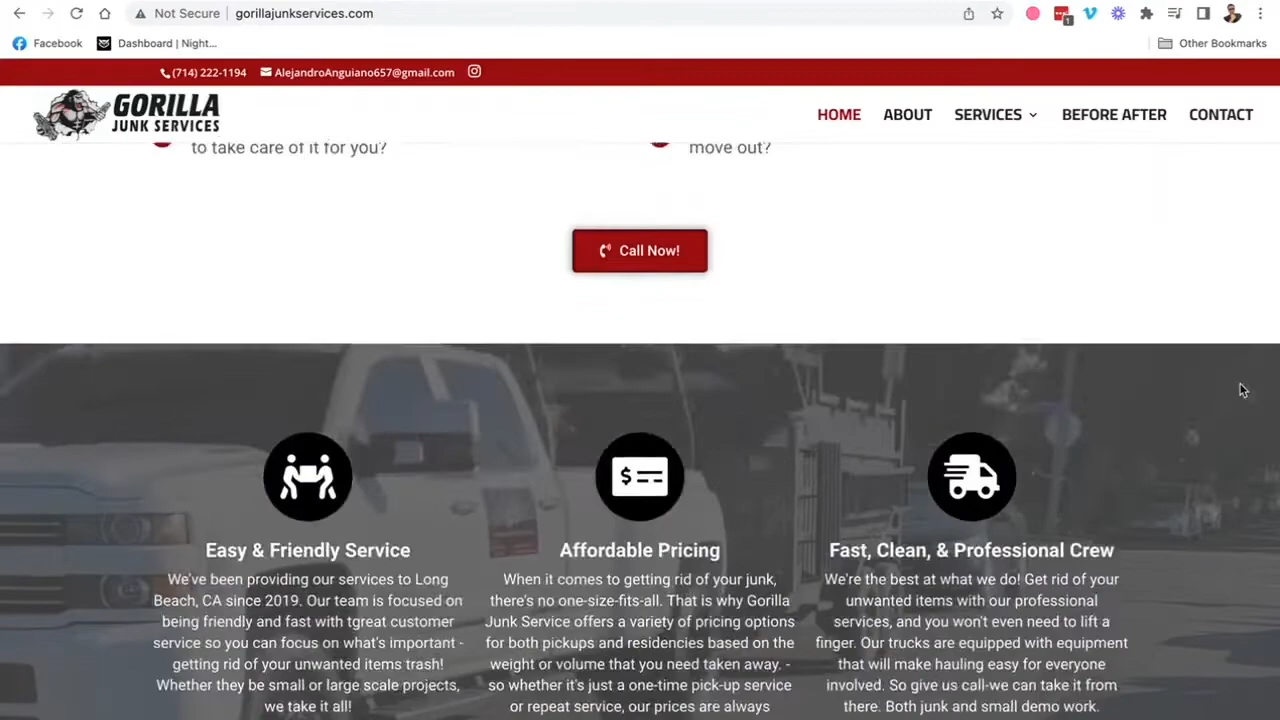 Not Secure gorillajunkservices.com
1
Facebook Dashboard | Night... Other Bookmarks
(714) 222-1194 AlejandroAnguiano657@gmail.com
GORILLA
JUNK SERVICES
HOME ABOUT SERVICES BEFORE AFTER CONTACT
to take care of it for you?
move out?
Call Now!
Easy & Friendly Service
We've been providing our services to Long
Beach, CA since 2019. Our team is focused on
being friendly and fast with tgreat customer
service so you can focus on what's important -
getting rid of your unwanted items trash!
Whether they be small or large scale projects,
we take it all!
Affordable Pricing
When it comes to getting rid of your junk,
there's no one-size-fits-all. That is why Gorilla
Junk Service offers a variety of pricing options
for both pickups and residencies based on the
weight or volume that you need taken away. -
so whether it's just a one-time pick-up service
or repeat service, our prices are always
Fast, Clean, & Professional Crew
We're the best at what we do! Get rid of your
unwanted items with our professional
services, and you won't even need to lift a
finger. Our trucks are equipped with equipment
that will make hauling easy for everyone
involved. So give us call-we can take it from
there. Both junk and small demo work.